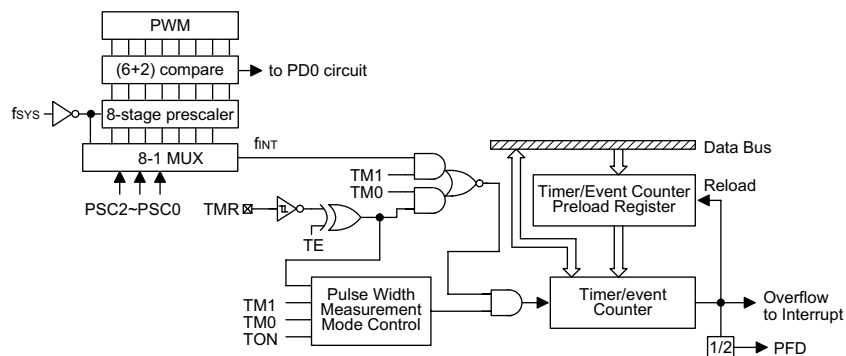 PWM
(6+2) compare
to PD0 circuit
fSYS
8-stage prescaler
8-1 MUX
fINT
PSC2~PSC0
TM1
TM0
TMR
TE
Data Bus
Timer/Event Counter
Preload Register
Reload
TM1
TM0
TON
Pulse Width
Measurement
Mode Control
Timer/event
Counter
Overflow
to Interrupt
1/2
PFD